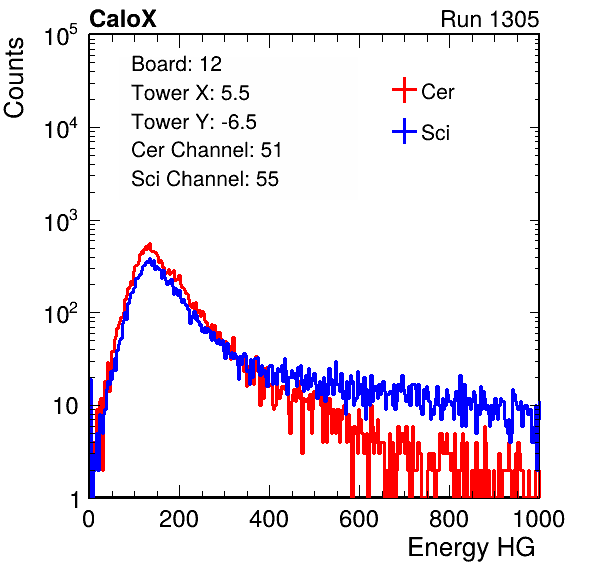 CaloX Run 1305
Counts
10^5
10^4
10^3
10^2
10
1
Board: 12
Tower X: 5.5
Tower Y: -6.5
Cer Channel: 51
Sci Channel: 55
Cer
Sci
0 200 400 600 800 1000
Energy HG